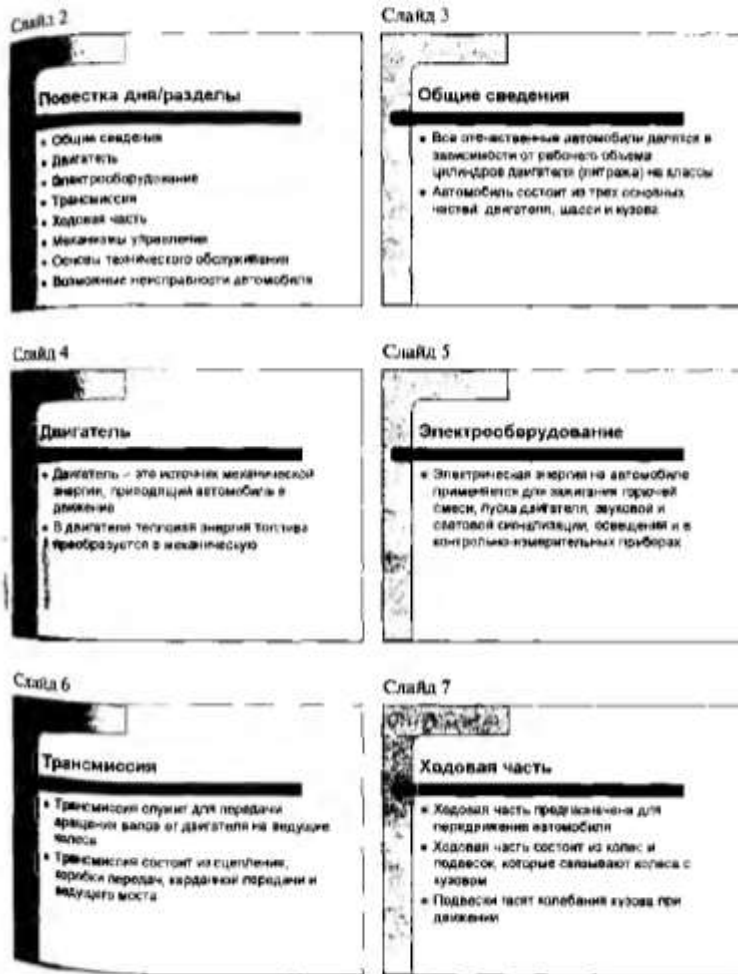 Слайд 2
Повестка дня/разделы
• Общие сведения
• Двигатель
• Электрооборудование
• Трансмиссия
• Ходовая часть
• Механизмы управления
• Основы технического обслуживания
• Возможные неисправности автомобиля
Слайд 3
Общие сведения
• Все отечественные автомобили делятся в
зависимости от рабочего объема
цилиндров двигателя (литража) на классы
• Автомобиль состоит из трех основных
частей: двигателя, шасси и кузова
Слайд 4
Двигатель
• Двигатель – это источник механической
энергии, приводящий автомобиль в
движение
• В двигателе тепловая энергия топлива
преобразуется в механическую
Слайд 5
Электрооборудование
• Электрическая энергия на автомобиле
применяется для зажигания горючей
смеси, пуска двигателя, звуковой и
световой сигнализации, освещения и в
контрольно-измерительных приборах
Слайд 6
Трансмиссия
• Трансмиссия служит для передачи
вращения валов от двигателя на ведущие
колеса
• Трансмиссия состоит из сцепления,
коробки передач, карданной передачи и
ведущего моста
Слайд 7
Ходовая часть
• Ходовая часть предназначена для
передвижения автомобиля
• Ходовая часть состоит из колес и
подвесок, которые связывают колеса с
кузовом
• Подвески гасят колебания кузова при
движении